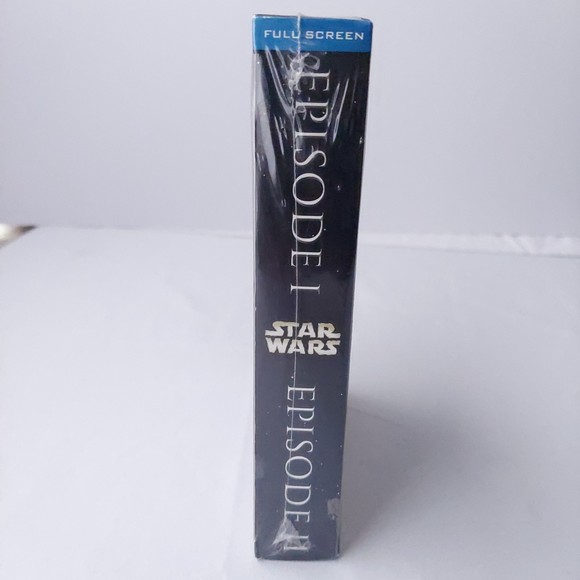 FULL SCREEN
EPISODE I
STAR
WARS
EPISODE II